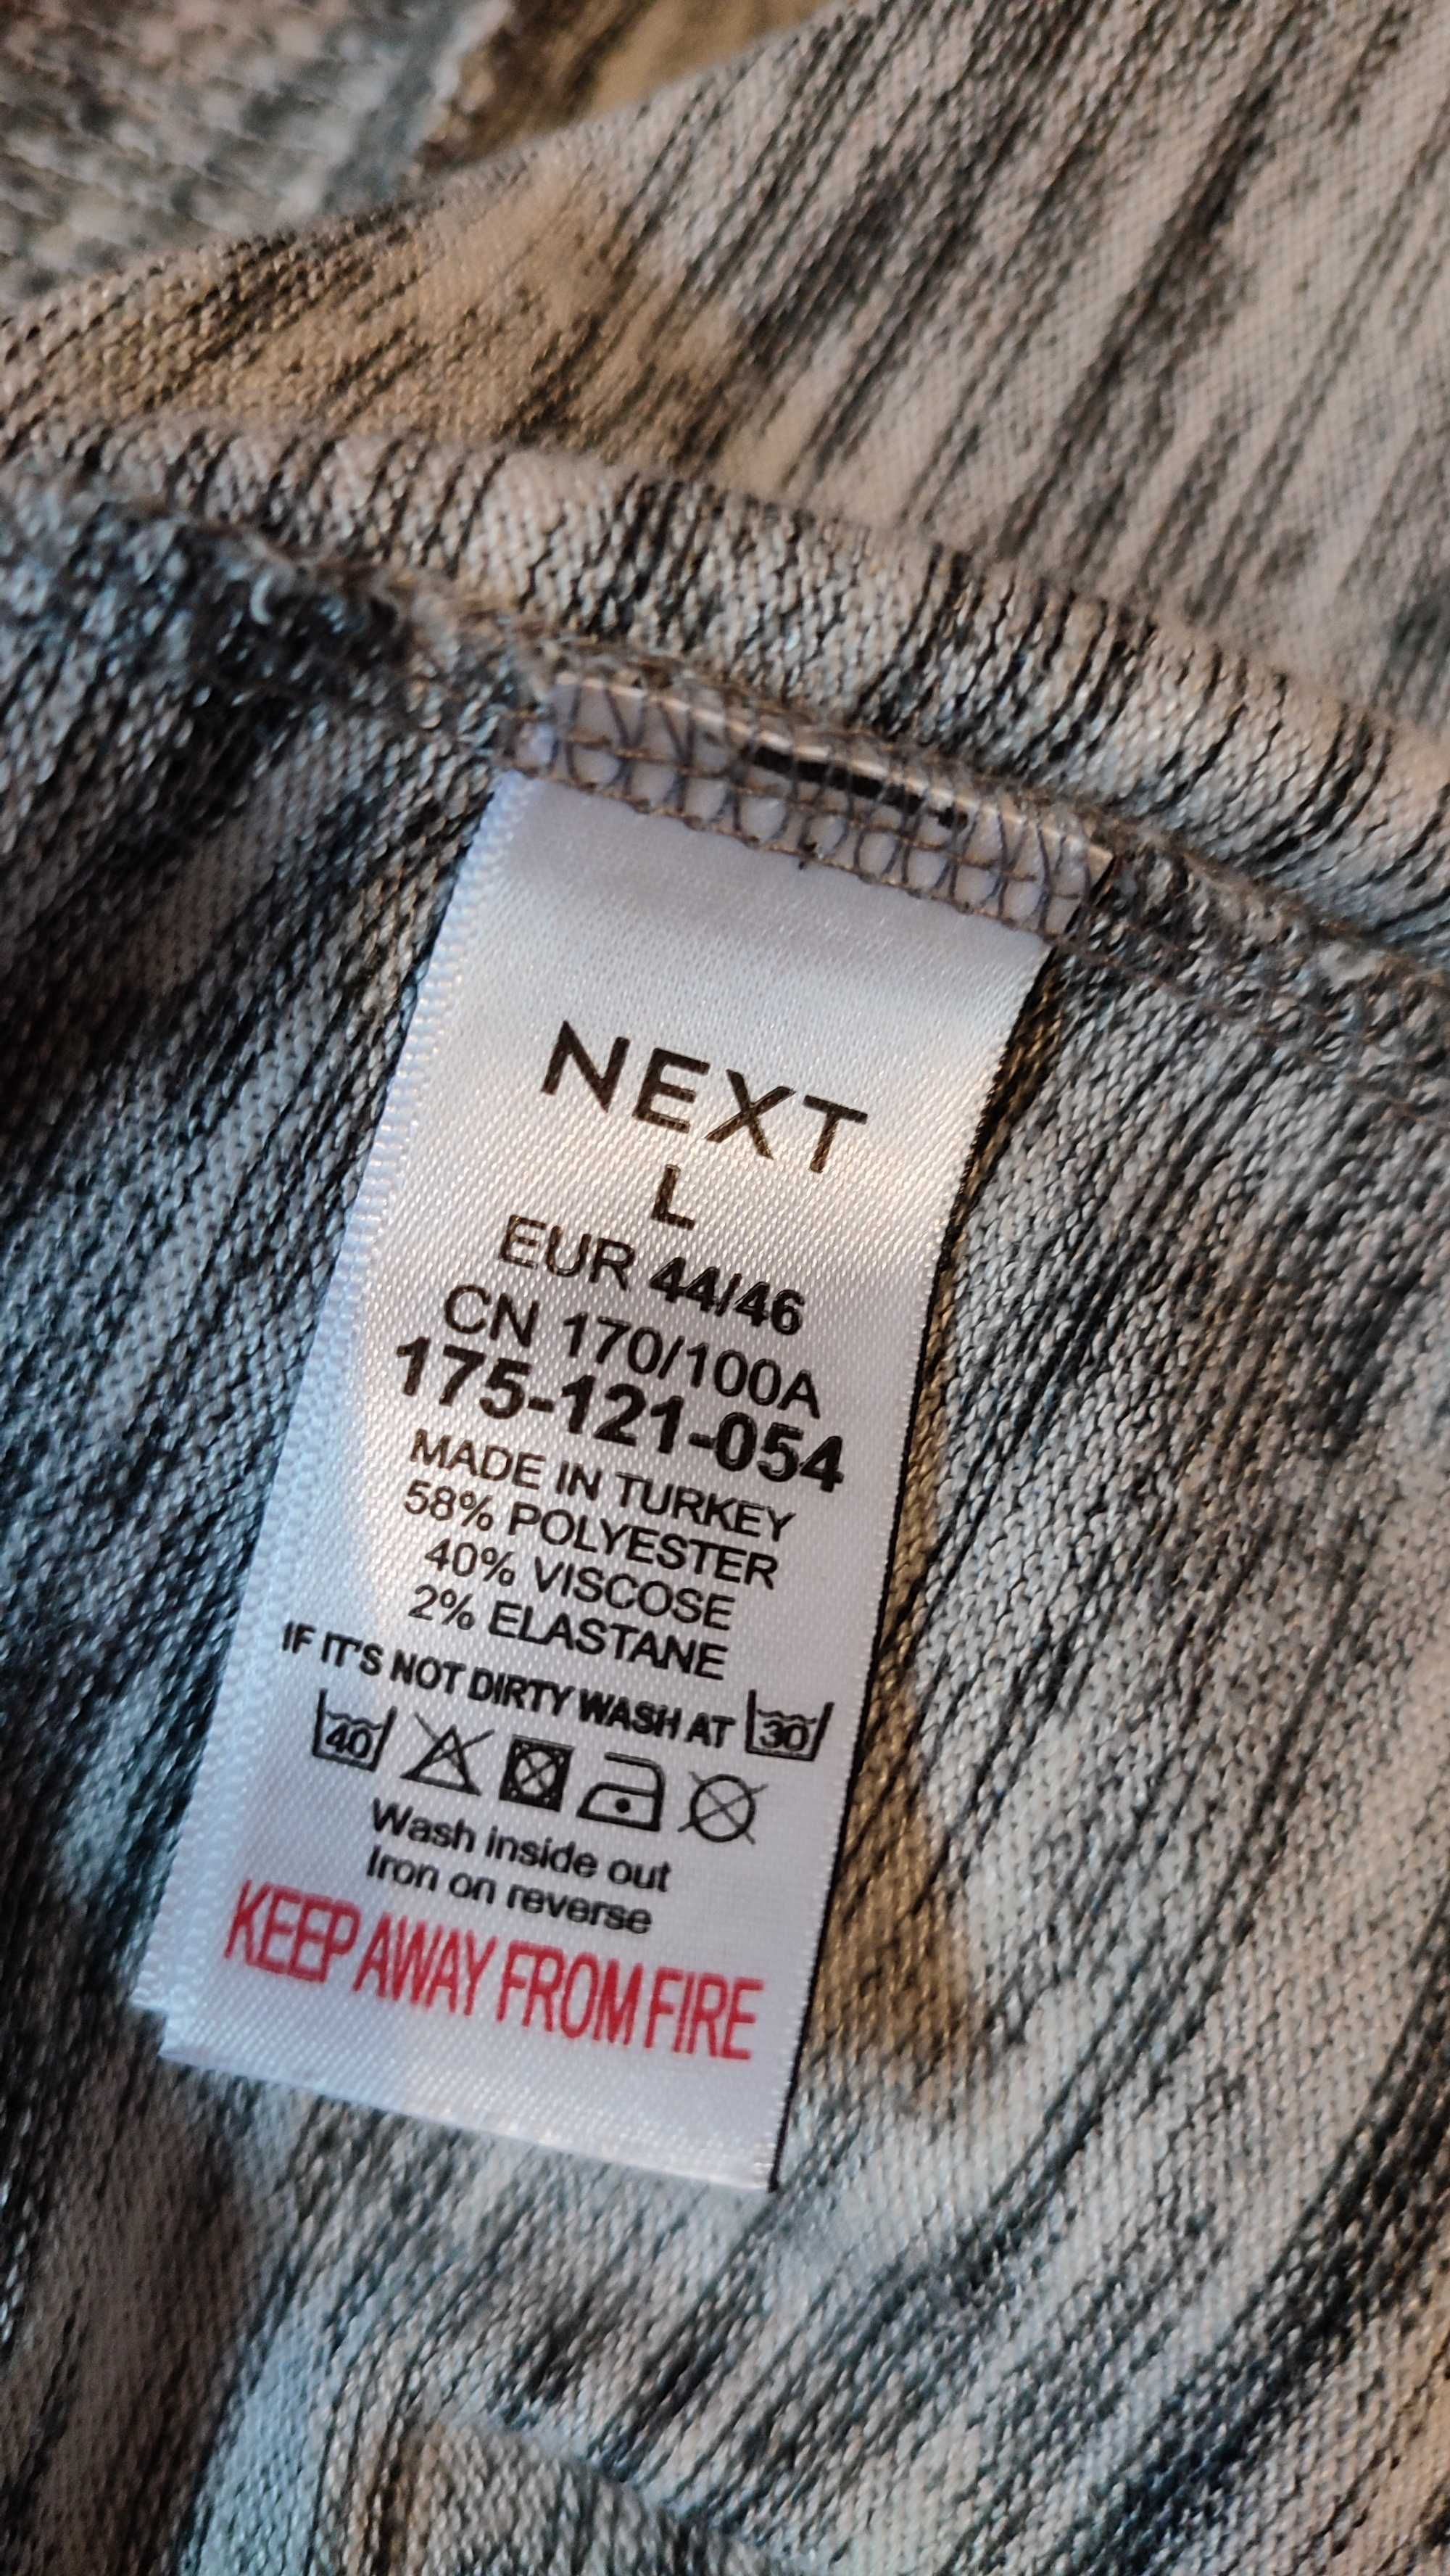 NEXT
L
EUR 44/46
CN 170/100A
175-121-054
MADE IN TURKEY
58% POLYESTER
40% VISCOSE
2% ELASTANE
IF IT'S NOT DIRTY WASH AT 30
40
Wash inside out
Iron on reverse
KEEP AWAY FROM FIRE